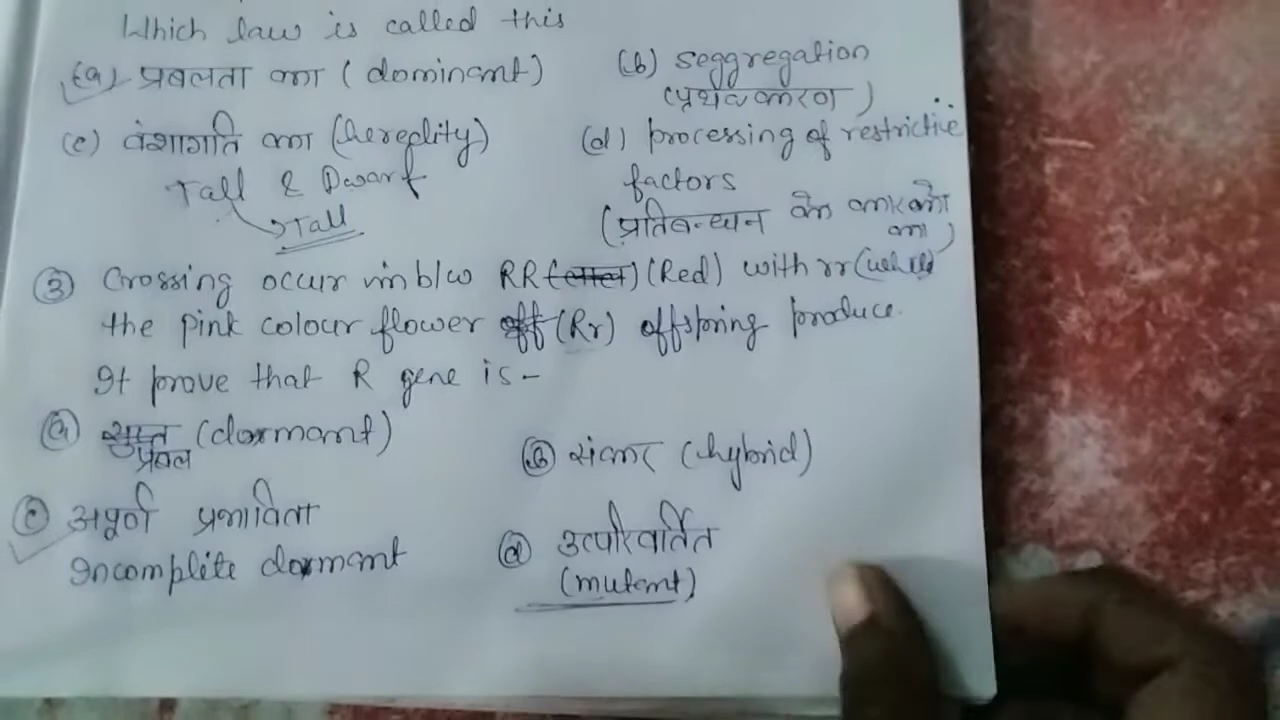 Which law is called this
(a) प्रबलता का (dominant) (b) seggregation
(पृथक्करण)
(c) वंशागति का (heredity) (d) processing of restrictive
Tall & Dwarf factors
Tall (प्रतिबन्धन के कारकों
का)
③ Crossing occur in b/w RR (Red) with rr (
the pink colour flower (Rr) offspring produce.
It prove that R gene is -
ⓐ प्रबल (dormant) ⓑ संकर (hybrid)
ⓒ अपूर्ण प्रभाविता ⓓ उत्परिवर्तित
Incomplete dormant (mutent)